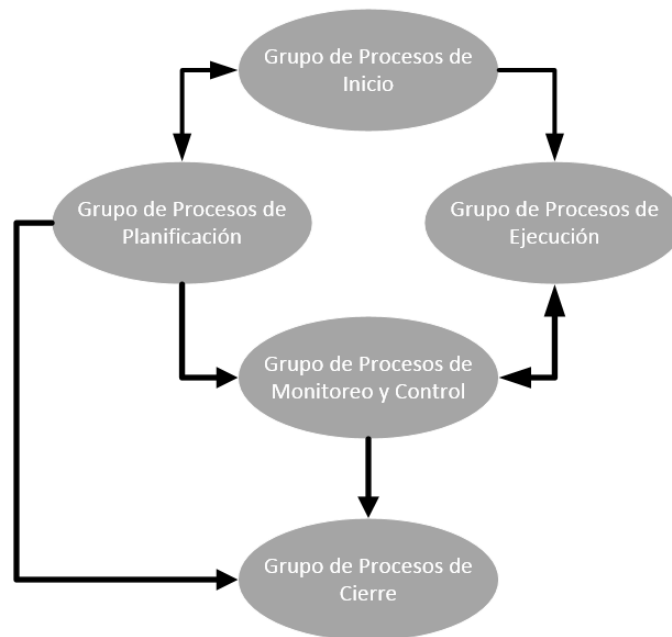 Grupo de Procesos de
Inicio
Grupo de Procesos de
Planificación
Grupo de Procesos de
Ejecución
Grupo de Procesos de
Monitoreo y Control
Grupo de Procesos de
Cierre